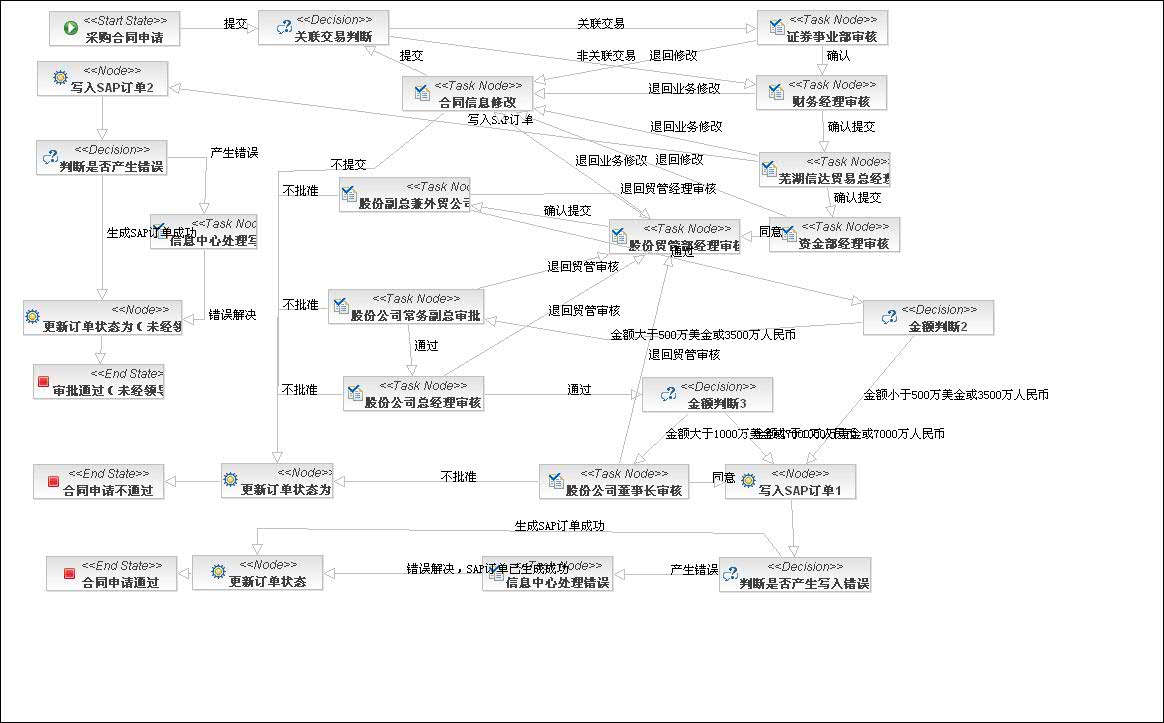 <<Start State>>
采购合同申请
提交
<<Decision>>
关联交易判断
关联交易
<<Task Node>>
证券事业部审核
非关联交易
退回修改
确认
提交
<<Node>>
写入SAP订单2
<<Task Node>>
合同信息修改
退回业务修改
<<Task Node>>
财务经理审核
写入SAP订单
退回业务修改
确认提交
<<Decision>>
判断是否产生错误
产生错误
不提交
退回业务修改
退回修改
<<Task Node>>
芜湖信达贸易总经理
不批准
<<Task Noc
股份副总兼外贸公司
退回贸管经理审核
确认提交
确认提交
<<Task Noc
信息中心处理写
生成SAP订单成功
<<Task Node>>
股份贸管部经理审核
同意
<<Task Node>>
资金部经理审核
通过
退回贸管审核
<<Node>>
更新订单状态为(未经领
错误解决
不批准
<<Task Node>>
股份公司常务副总审批
退回贸管审核
<<Decision>>
金额判断2
金额大于500万美金或3500万人民币
通过
退回贸管审核
<<End State>
审批通过(未经领导
不批准
<<Task Node>>
股份公司总经理审核
通过
<<Decision>>
金额判断3
金额小于500万美金或3500万人民币
金额大于1000万美金或7000万人民币
<<End State>>
合同申请不通过
<<Node>>
更新订单状态为
不批准
<<Task Node>>
股份公司董事长审核
同意
<<Node>>
写入SAP订单1
生成SAP订单成功
<<End State>>
合同申请通过
<<Node>>
更新订单状态
错误解决，SAP订单已生成成功
<<Task Node>>
信息中心处理错误
产生错误
<<Decision>>
判断是否产生写入错误